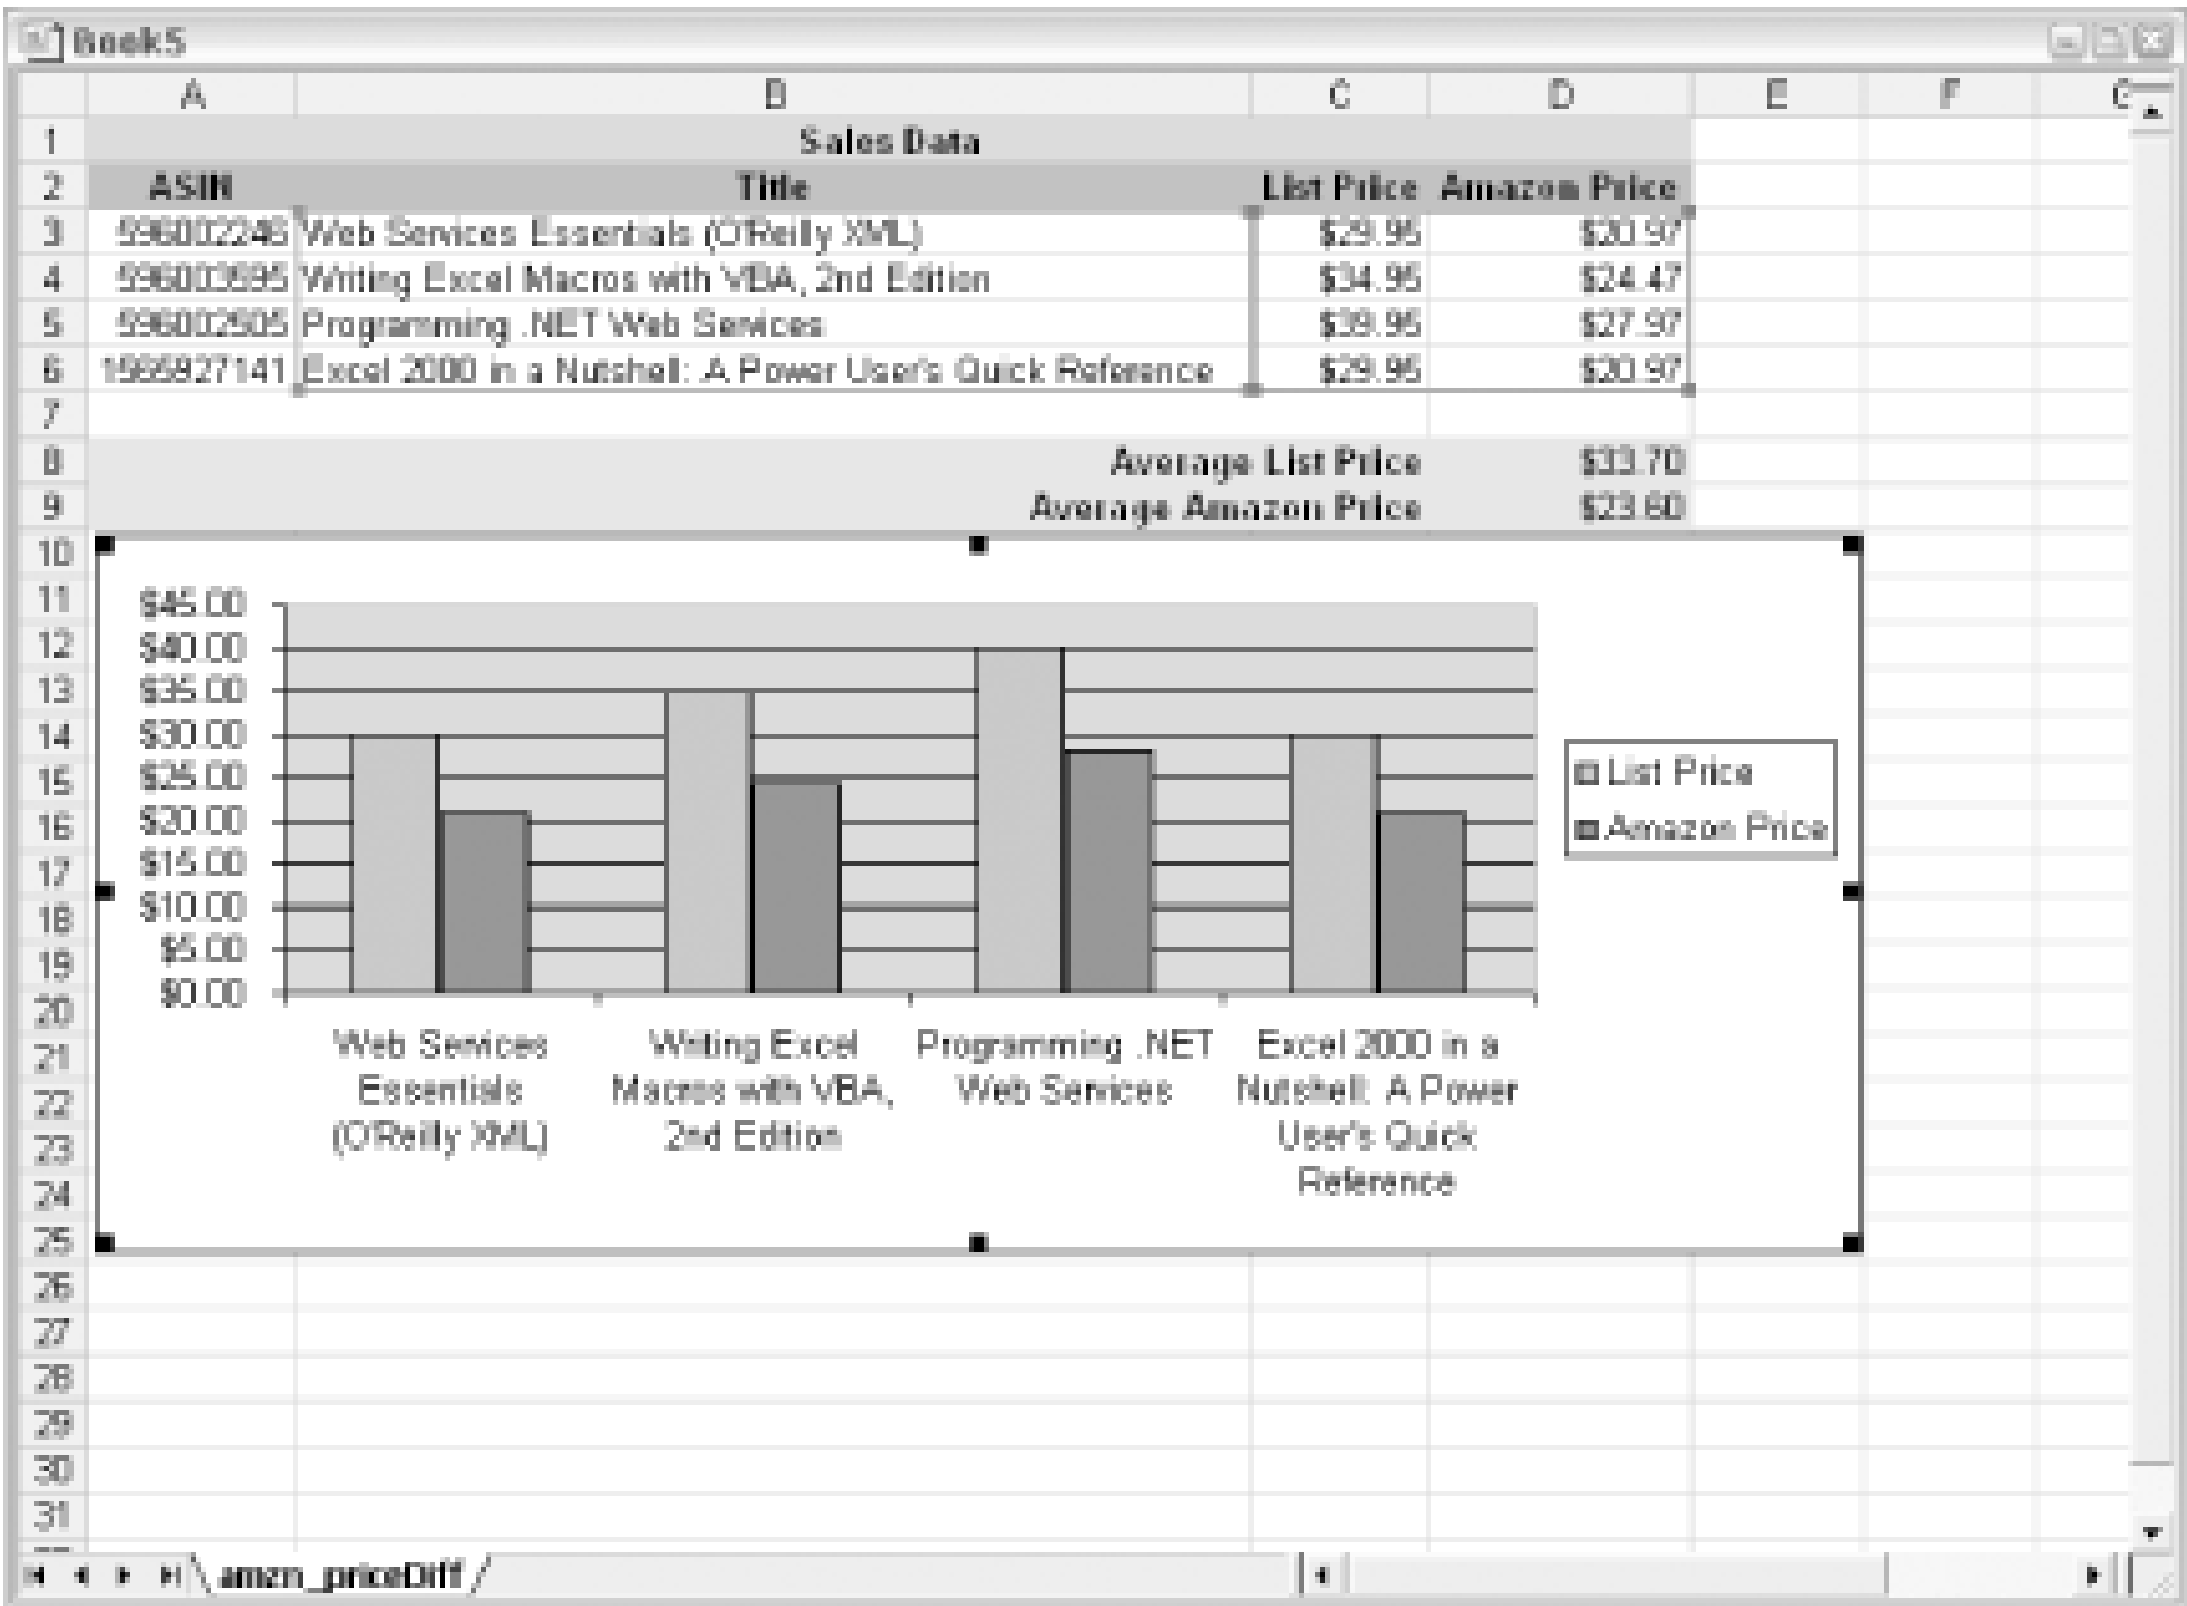 Book5
A B C D E F
1 Sales Data
2 ASIN Title List Price Amazon Price
3 596002246 Web Services Essentials (O'Reilly XML) $29.95 $20.97
4 596003595 Writing Excel Macros with VBA, 2nd Edition $34.95 $24.47
5 596002505 Programming .NET Web Services $39.95 $27.97
6 1565927141 Excel 2000 in a Nutshell: A Power User's Quick Reference $29.95 $20.97
7
8 Average List Price $33.70
9 Average Amazon Price $23.60
10
11
12
13
14
15
16
17
18
19
20
21
22
23
24
25
26
27
28
29
30
31
$45.00
$40.00
$35.00
$30.00
$25.00
$20.00
$15.00
$10.00
$5.00
$0.00
Web Services
Essentials
(O'Reilly XML)
Writing Excel
Macros with VBA,
2nd Edition
Programming .NET
Web Services
Excel 2000 in a
Nutshell: A Power
User's Quick
Reference
List Price
Amazon Price
amzn_priceDiff